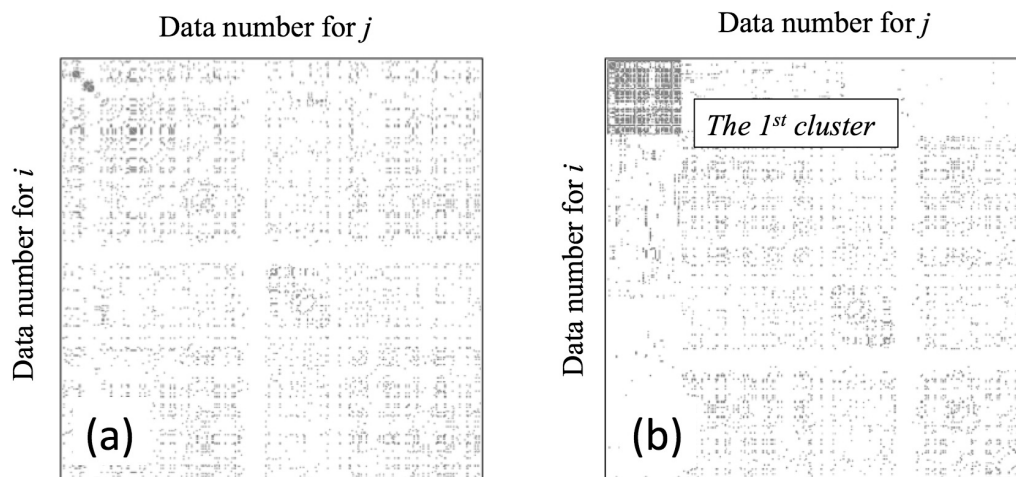 Data number for j
Data number for i
(a)
Data number for j
The 1st cluster
Data number for i
(b)